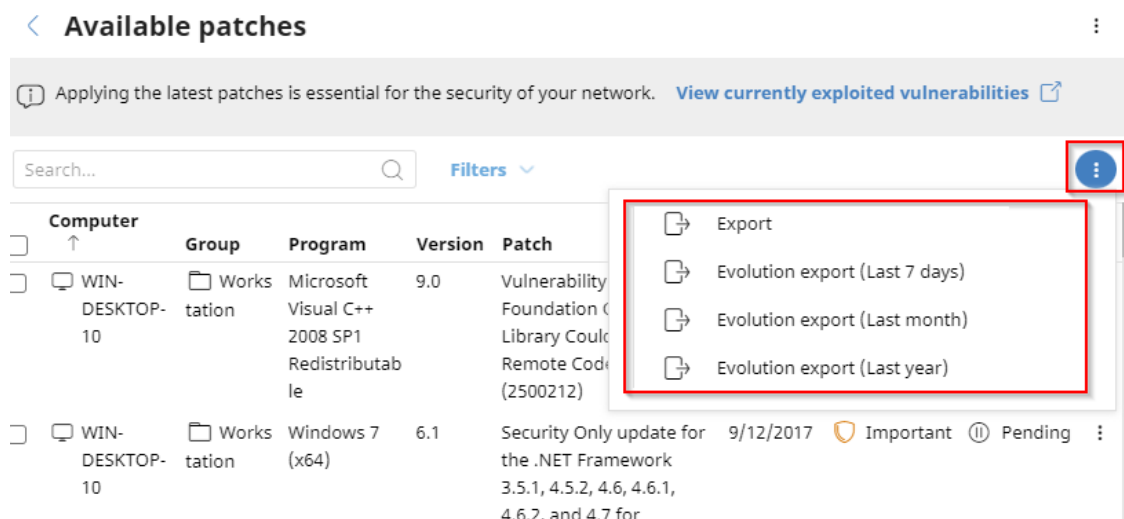 Available patches
Applying the latest patches is essential for the security of your network. View currently exploited vulnerabilities
Search...
Filters
Export
Evolution export (Last 7 days)
Evolution export (Last month)
Evolution export (Last year)
Computer
Group Program Version Patch
WIN- Works Microsoft 9.0 Vulnerability
DESKTOP- tation Visual C++ Foundation
10 2008 SP1 Library
Redistributab Remote
le (2500212)
WIN- Works Windows 7 6.1 Security Only update for 9/12/2017 Important Pending
DESKTOP- tation (x64) the .NET Framework
10 3.5.1, 4.5.2, 4.6, 4.6.1,
4.6.2, and 4.7 for